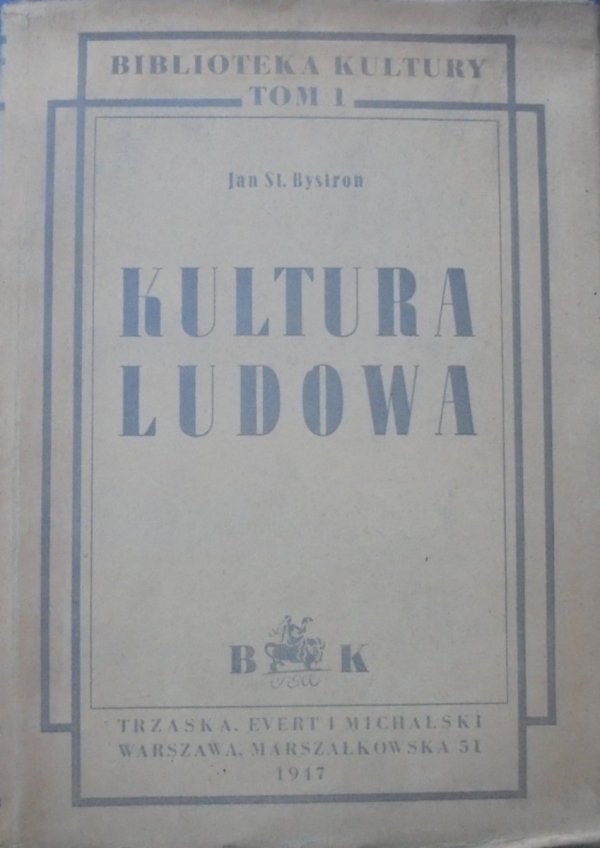 BIBLIOTEKA KULTURY
TOM I
Jan St. Bystroń
KULTURA
LUDOWA
B K
TRZASKA, EVERT I MICHALSKI
WARSZAWA, MARSZAŁKOWSKA 51
1947